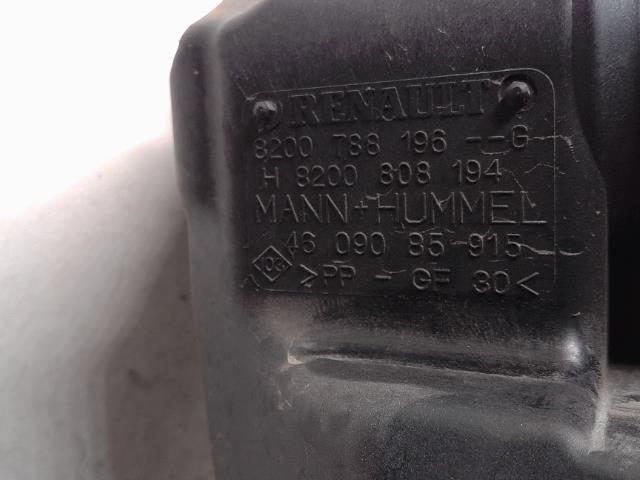 RENAULT
8200 788 196 --G
H 8200 808 194
MANN+HUMMEL
46 090 85 915
>PP - GF 30<